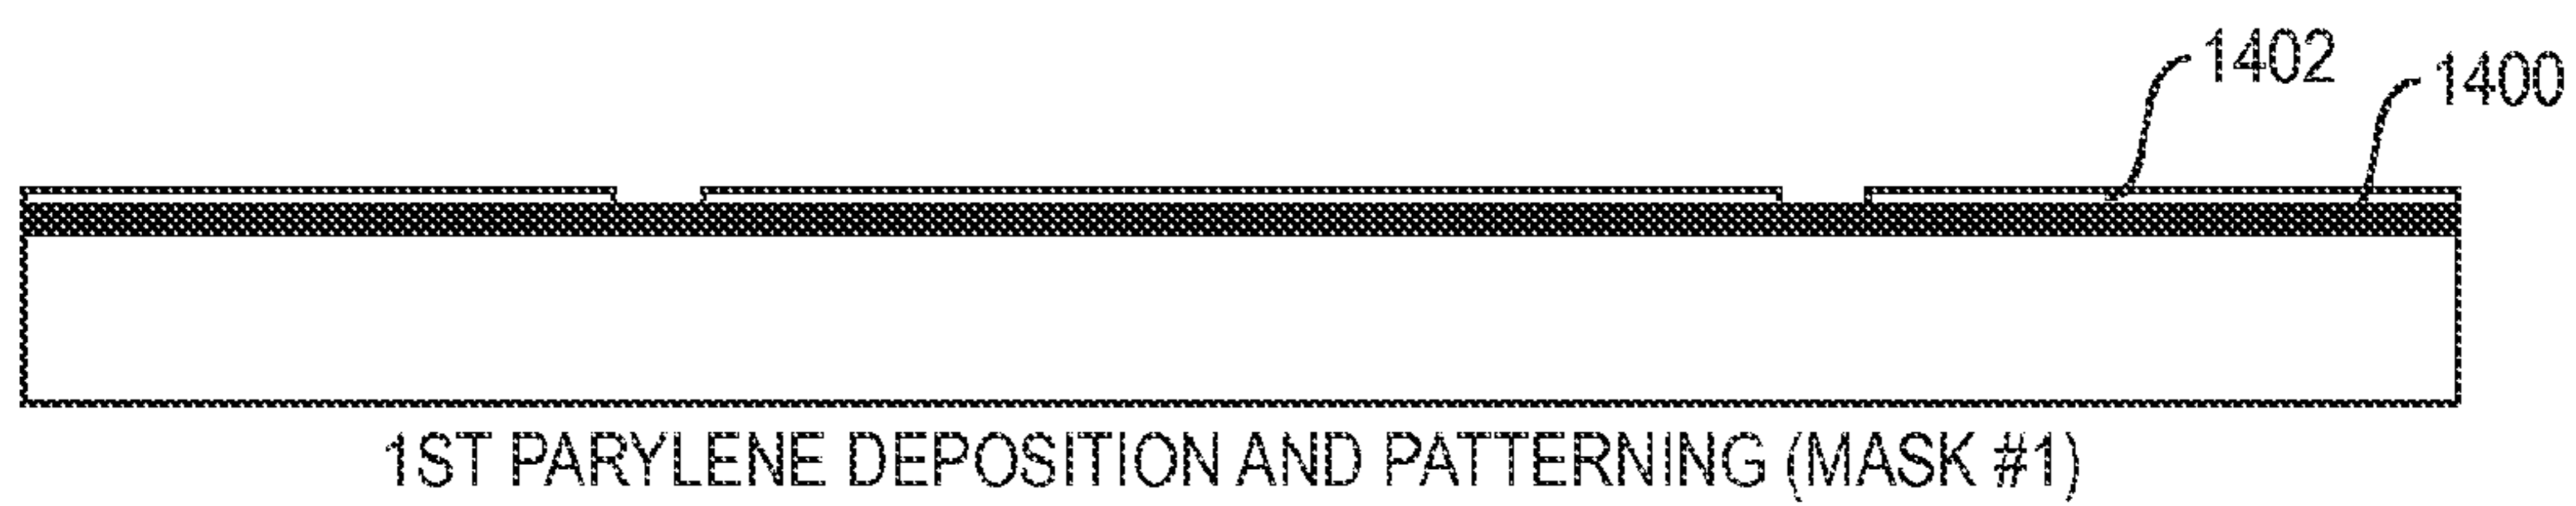 1402
1400
1ST PARYLENE DEPOSITION AND PATTERNING (MASK #1)